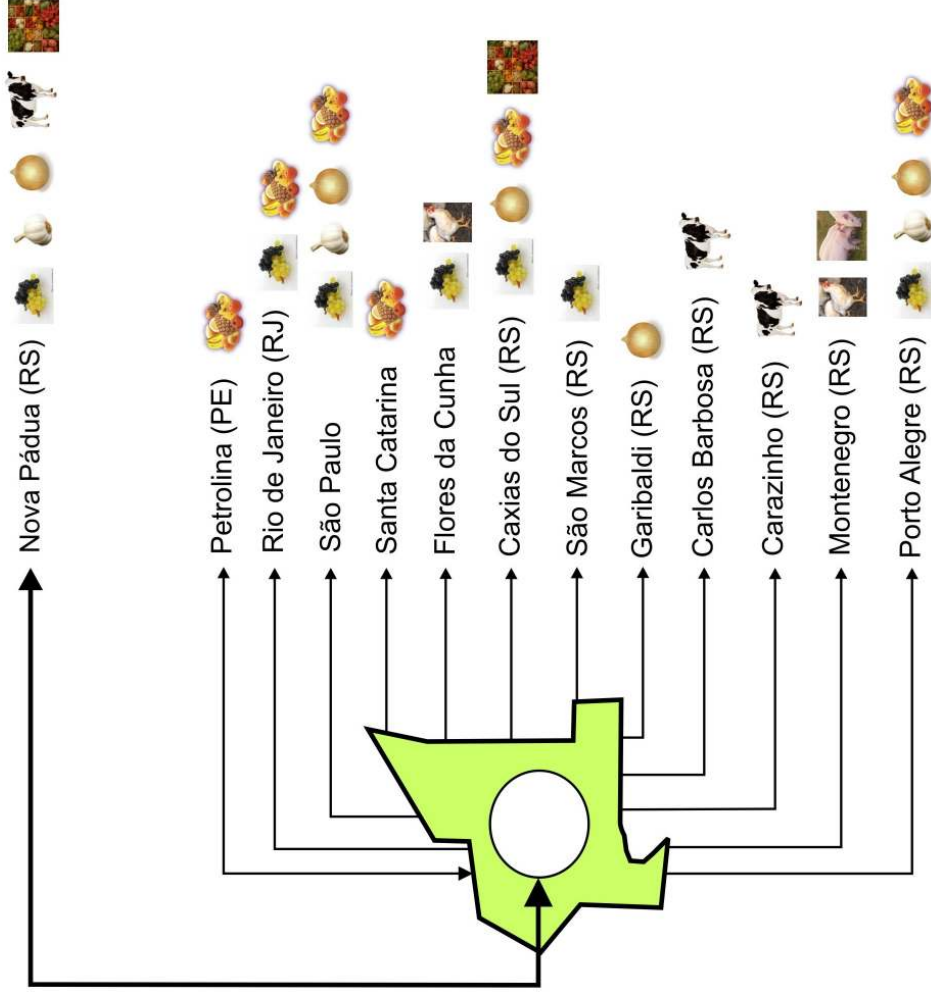 Nova Pádua (RS)
Petrolina (PE)
Rio de Janeiro (RJ)
São Paulo
Santa Catarina
Flores da Cunha
Caxias do Sul (RS)
São Marcos (RS)
Garibaldi (RS)
Carlos Barbosa (RS)
Carazinho (RS)
Montenegro (RS)
Porto Alegre (RS)